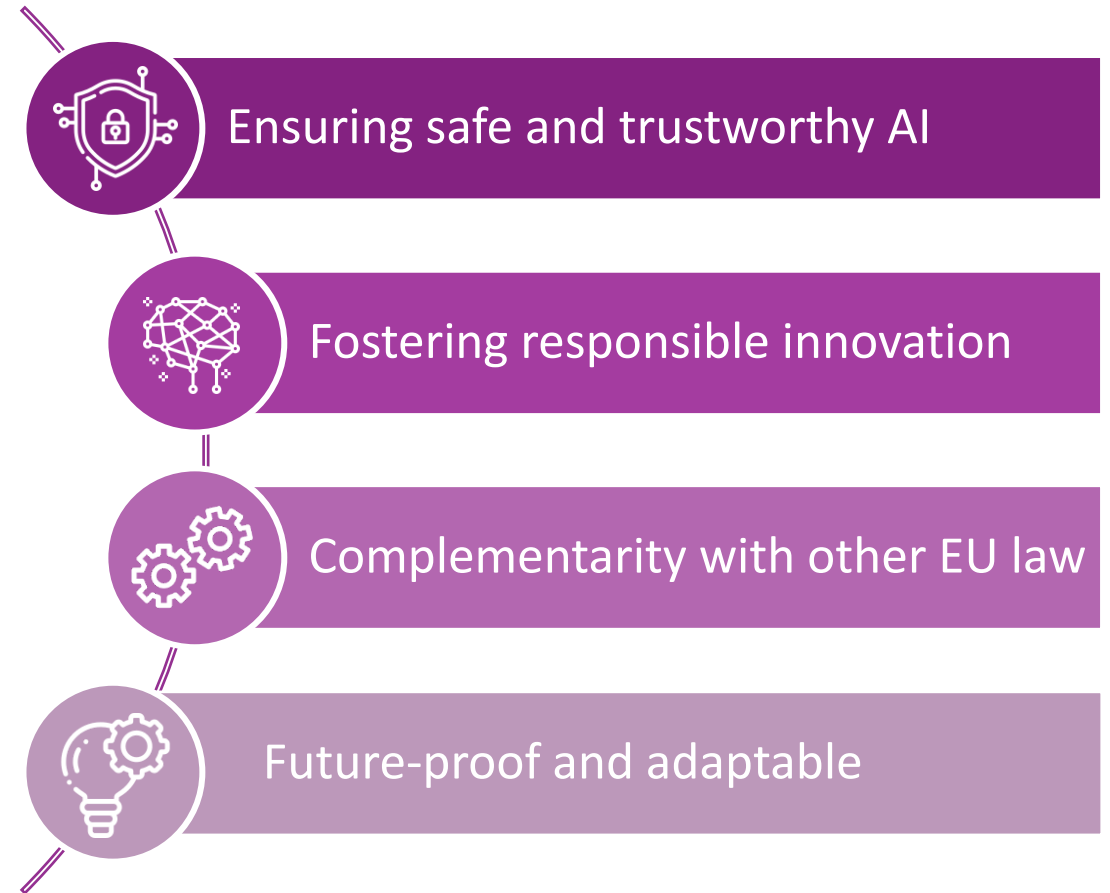 Ensuring safe and trustworthy AI
Fostering responsible innovation
Complementarity with other EU law
Future-proof and adaptable